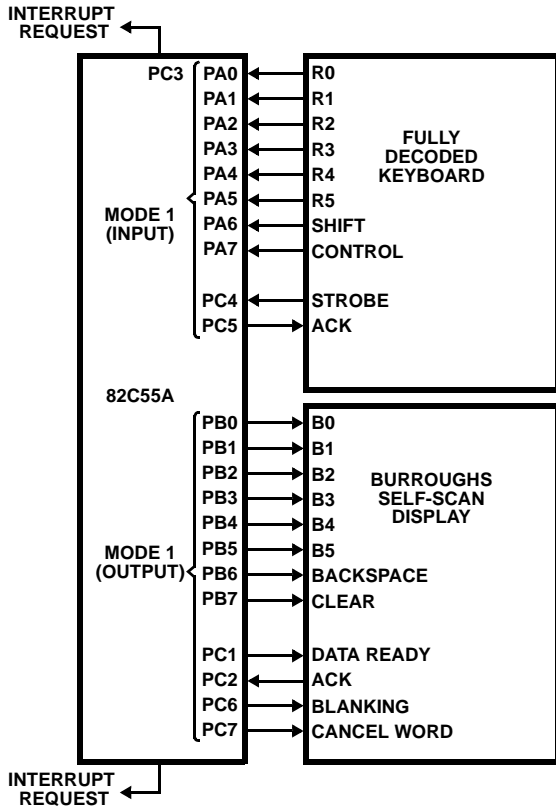 INTERRUPT
REQUEST
PC3 PA0 R0
PA1 R1
PA2 R2
PA3 R3
PA4 R4
PA5 R5
PA6 SHIFT
PA7 CONTROL
MODE 1
(INPUT)
FULLY
DECODED
KEYBOARD
PC4 STROBE
PC5 ACK
82C55A
PB0 B0
PB1 B1
PB2 B2
PB3 B3
PB4 B4
PB5 B5
PB6 BACKSPACE
PB7 CLEAR
MODE 1
(OUTPUT)
BURROUGHS
SELF-SCAN
DISPLAY
PC1 DATA READY
PC2 ACK
PC6 BLANKING
PC7 CANCEL WORD
INTERRUPT
REQUEST